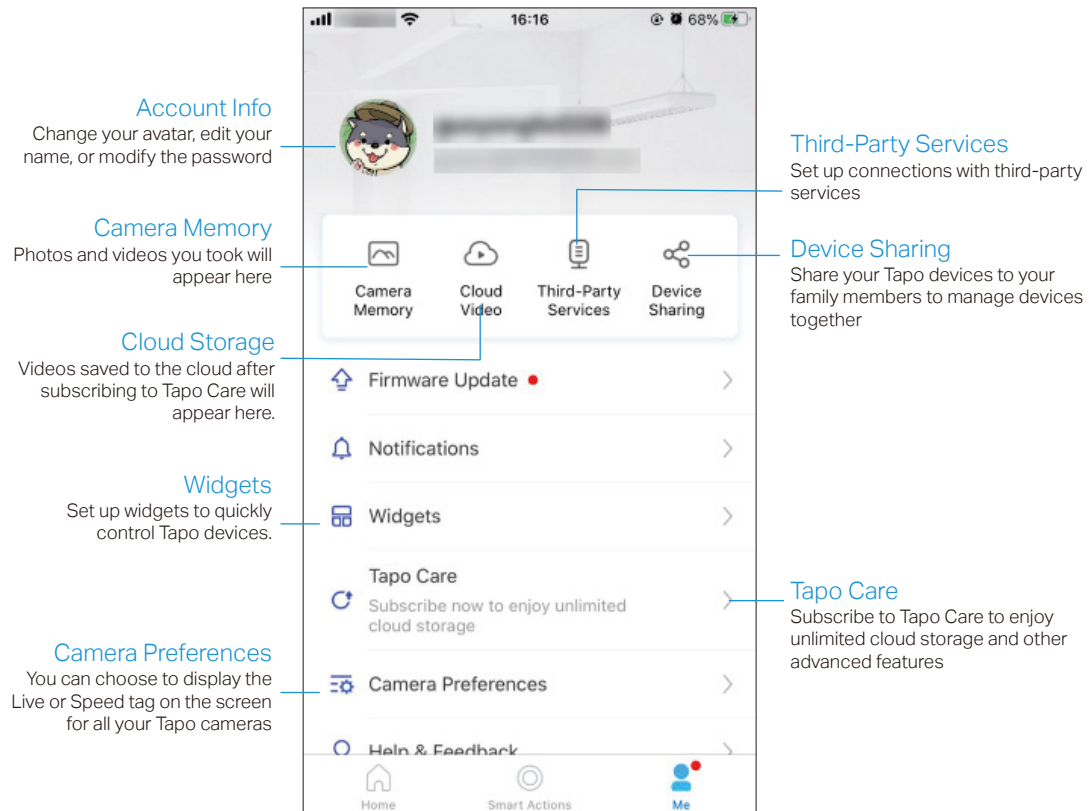 16:16
68%
Account Info
Change your avatar, edit your
name, or modify the password
Camera Memory
Photos and videos you took will
appear here
Cloud Storage
Videos saved to the cloud after
subscribing to Tapo Care will
appear here.
Widgets
Set up widgets to quickly
control Tapo devices.
Camera Preferences
You can choose to display the
Live or Speed tag on the screen
for all your Tapo cameras
Camera
Memory
Cloud
Video
Third-Party
Services
Device
Sharing
Firmware Update
Notifications
Widgets
Tapo Care
Subscribe now to enjoy unlimited
cloud storage
Camera Preferences
Help & Feedback
Home
Smart Actions
Me
Third-Party Services
Set up connections with third-party
services
Device Sharing
Share your Tapo devices to your
family members to manage devices
together
Tapo Care
Subscribe to Tapo Care to enjoy
unlimited cloud storage and other
advanced features